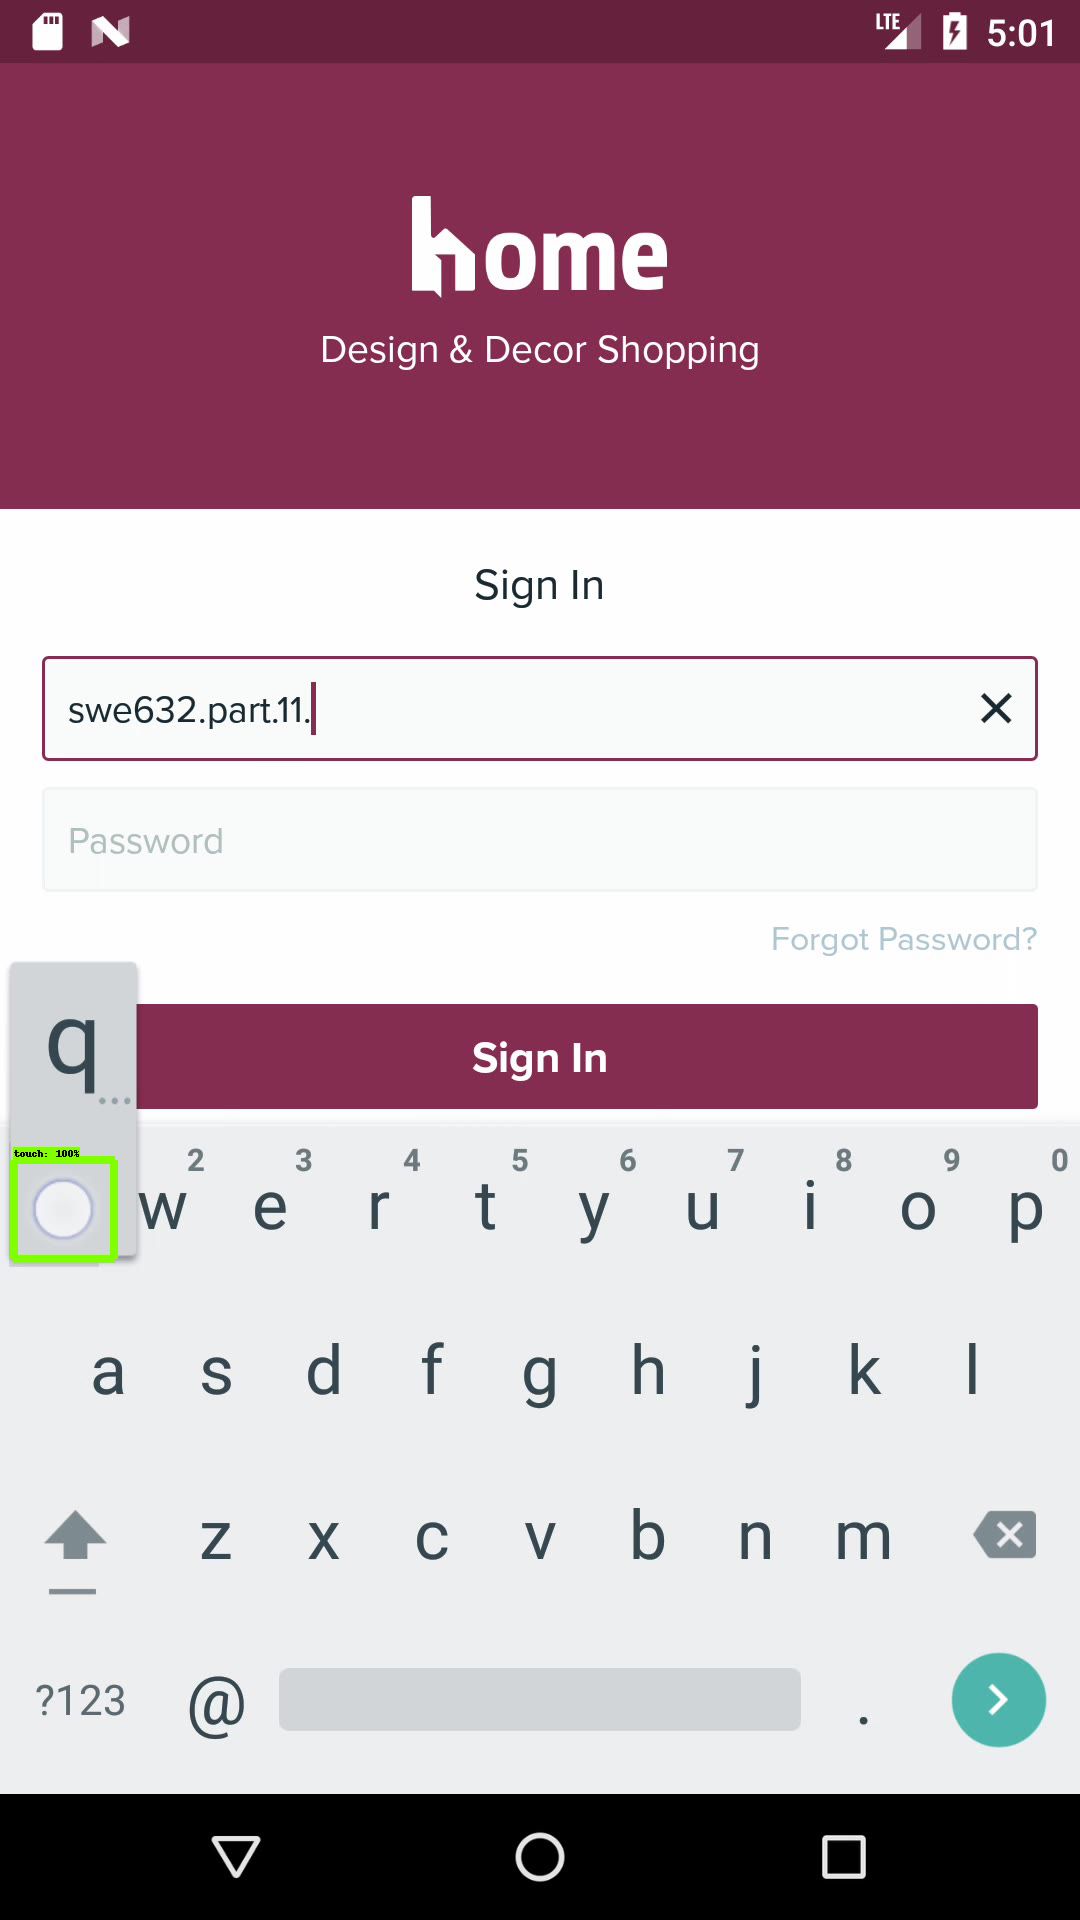 LTE 5:01
home
Design & Decor Shopping
Sign In
swe632.part.11.
Password
Forgot Password?
q...
Sign In
touch: 100%
2 3 4 5 6 7 8 9 0
w e r t y u i o p
a s d f g h j k l
z x c v b n m
?123 @ .